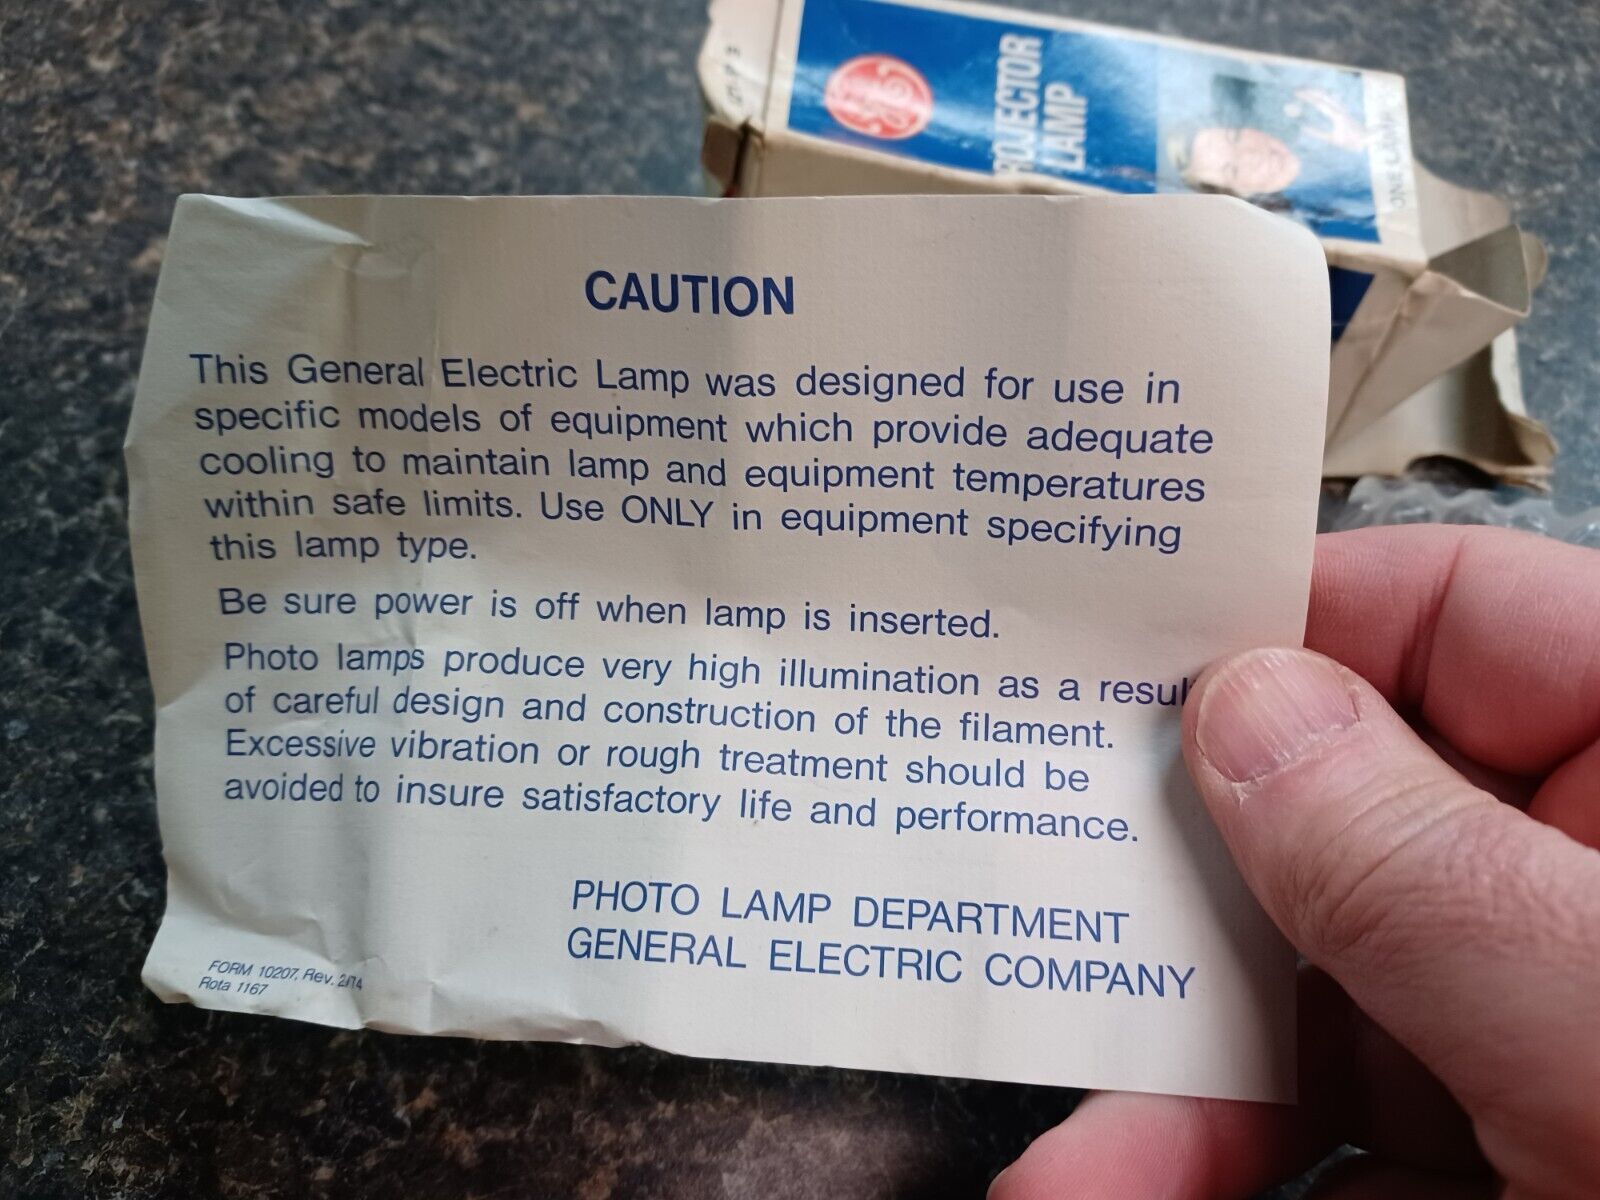 PROJECTOR
LAMP
ONE LAMP
CAUTION
This General Electric Lamp was designed for use in
specific models of equipment which provide adequate
cooling to maintain lamp and equipment temperatures
within safe limits. Use ONLY in equipment specifying
this lamp type.
Be sure power is off when lamp is inserted.
Photo lamps produce very high illumination as a result
of careful design and construction of the filament.
Excessive vibration or rough treatment should be
avoided to insure satisfactory life and performance.
PHOTO LAMP DEPARTMENT
GENERAL ELECTRIC COMPANY
FORM 10207, Rev. 2/74
Rota 1167